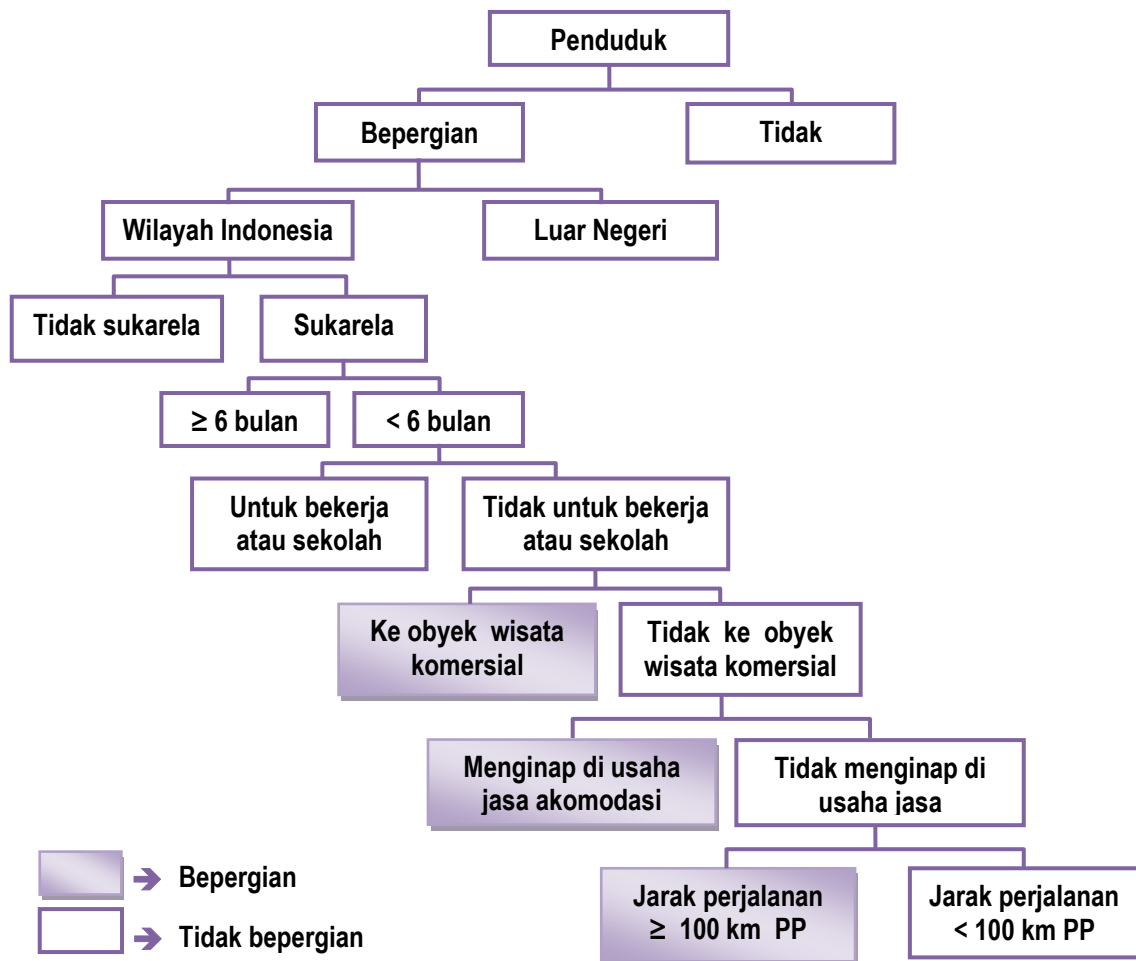 Penduduk
Bepergian
Tidak
Wilayah Indonesia
Luar Negeri
Tidak sukarela
Sukarela
≥ 6 bulan
< 6 bulan
Untuk bekerja
atau sekolah
Tidak untuk bekerja
atau sekolah
Ke obyek wisata
komersial
Tidak ke obyek
wisata komersial
Menginap di usaha
jasa akomodasi
Tidak menginap di
usaha jasa
Jarak perjalanan
≥ 100 km PP
Jarak perjalanan
< 100 km PP
➔ Bepergian
➔ Tidak bepergian